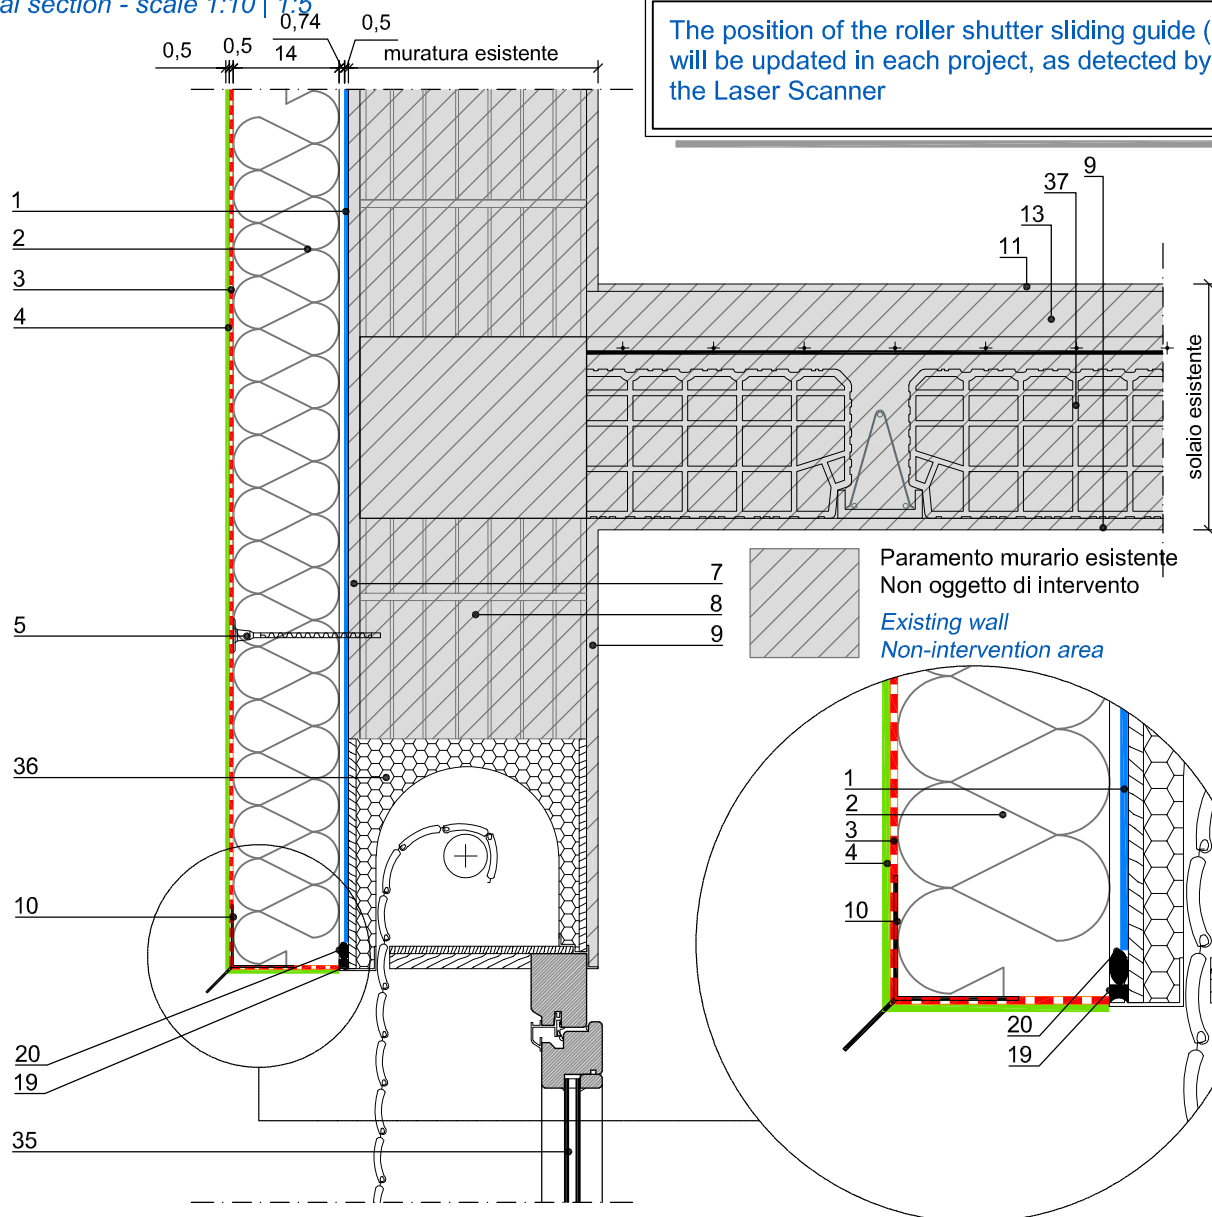 al section - scale 1:10 | 1:5
0,5
0,5
0,74
14
0,5
muratura esistente
The position of the roller shutter sliding guide (
will be updated in each project, as detected by
the Laser Scanner
1
2
3
4
5
36
10
20
19
35
9
37
13
11
solaio esistente
7
8
9
Paramento murario esistente
Non oggetto di intervento
Existing wall
Non-intervention area
1
2
3
4
10
20
19